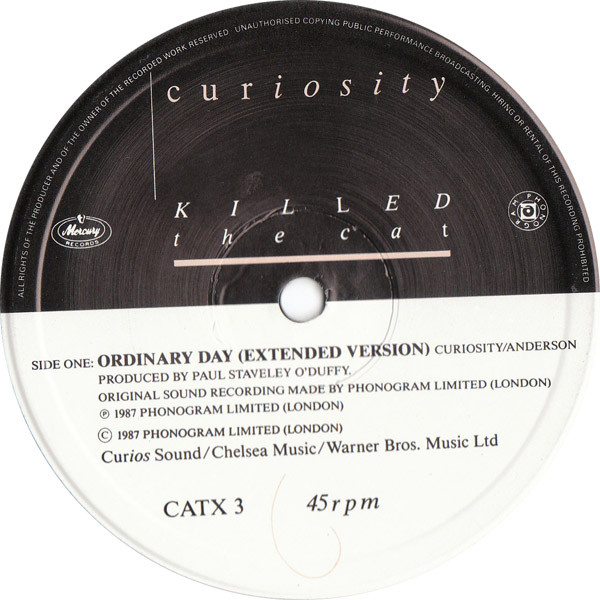 ALL RIGHTS OF THE PRODUCER AND OF THE OWNER OF THE RECORDED WORK RESERVED UNAUTHORISED COPYING PUBLIC PERFORMANCE BROADCASTING, HIRING OR RENTAL OF THIS RECORDING PROHIBITED
curiosity
KILLED
the cat
Mercury
RECORDS
PHONOGRAM
SIDE ONE: ORDINARY DAY (EXTENDED VERSION) CURIOSITY/ANDERSON
PRODUCED BY PAUL STAVELEY O'DUFFY.
ORIGINAL SOUND RECORDING MADE BY PHONOGRAM LIMITED (LONDON)
℗ 1987 PHONOGRAM LIMITED (LONDON)
© 1987 PHONOGRAM LIMITED (LONDON)
Curios Sound/Chelsea Music/Warner Bros. Music Ltd
CATX 3 45rpm